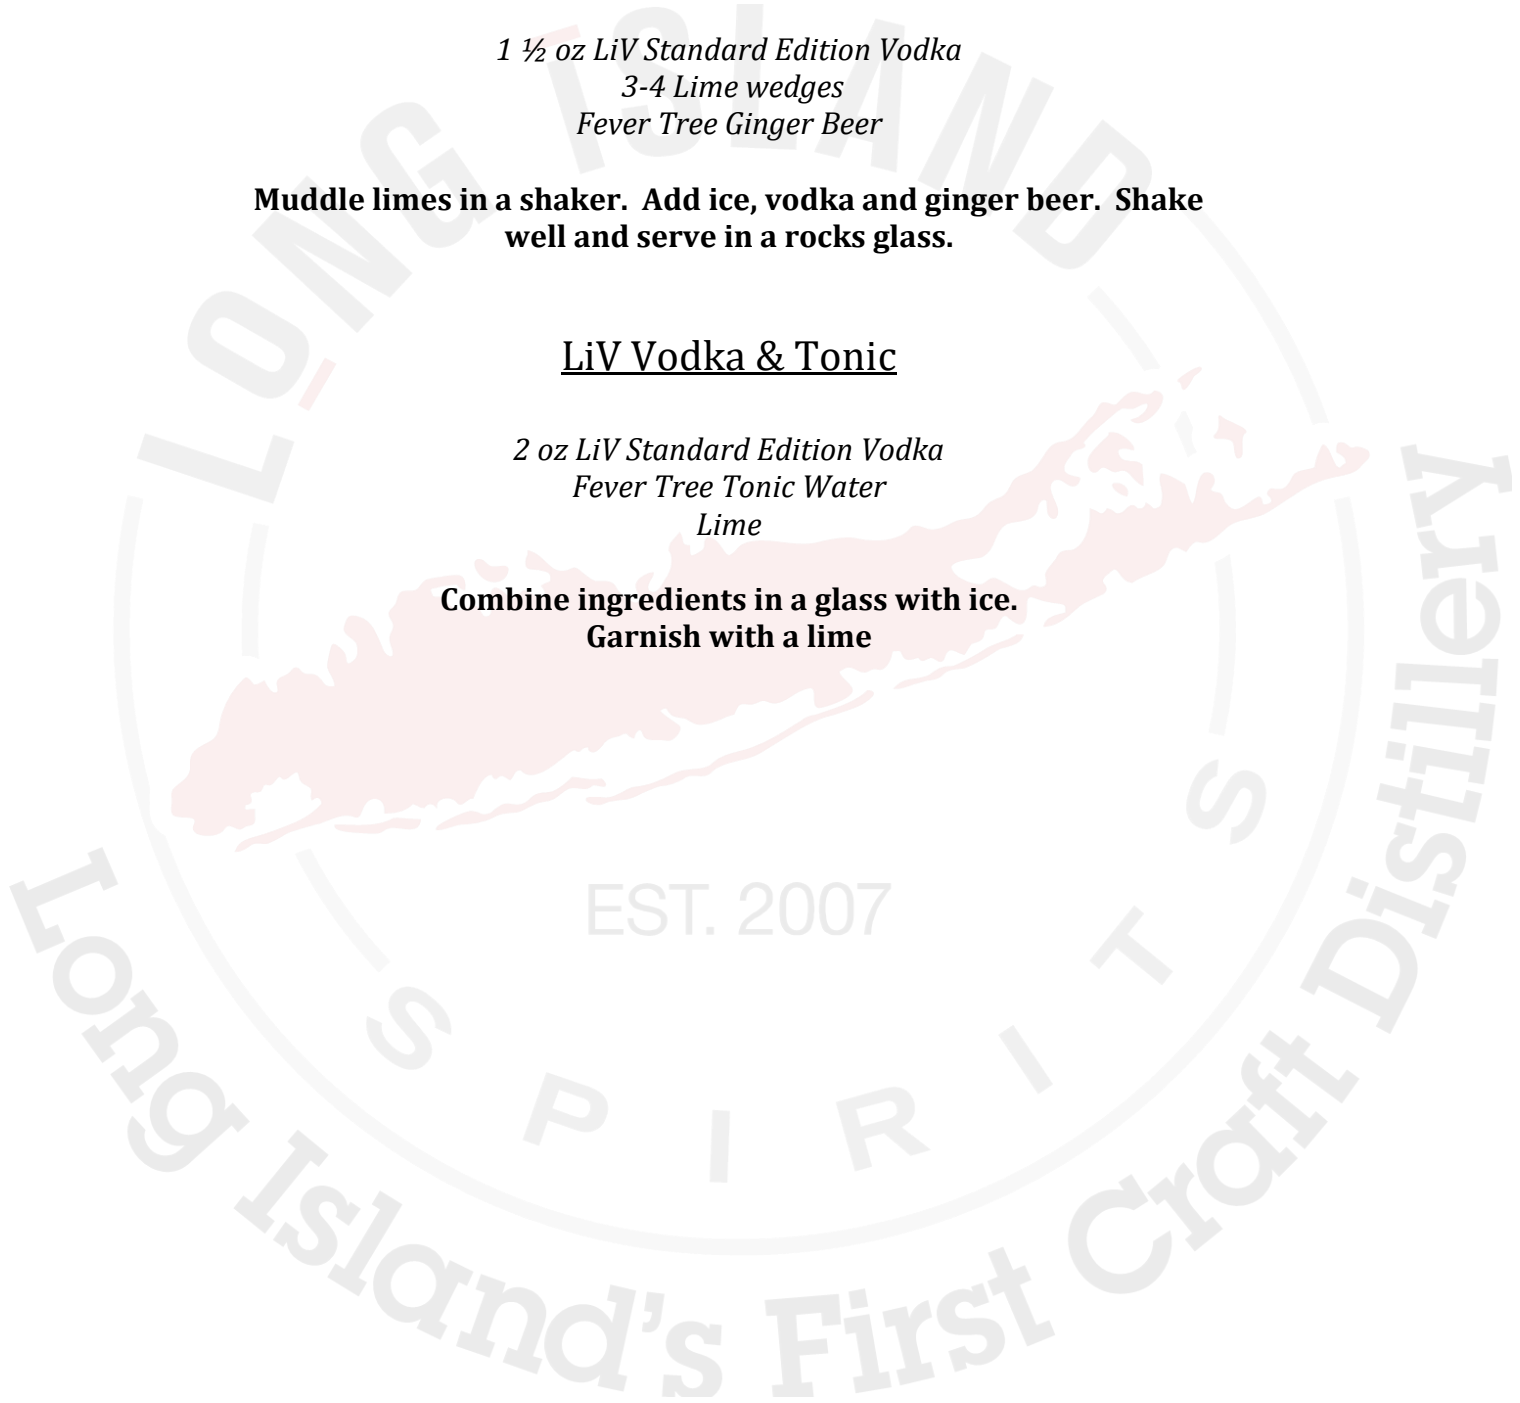 1 ½ oz LiV Standard Edition Vodka
3-4 Lime wedges
Fever Tree Ginger Beer
Muddle limes in a shaker.  Add ice, vodka and ginger beer.  Shake
well and serve in a rocks glass.
LiV Vodka & Tonic
2 oz LiV Standard Edition Vodka
Fever Tree Tonic Water
Lime
Combine ingredients in a glass with ice.
Garnish with a lime
LONG ISLAND
EST. 2007
SPIRITS
Long Island's First Craft Distillery